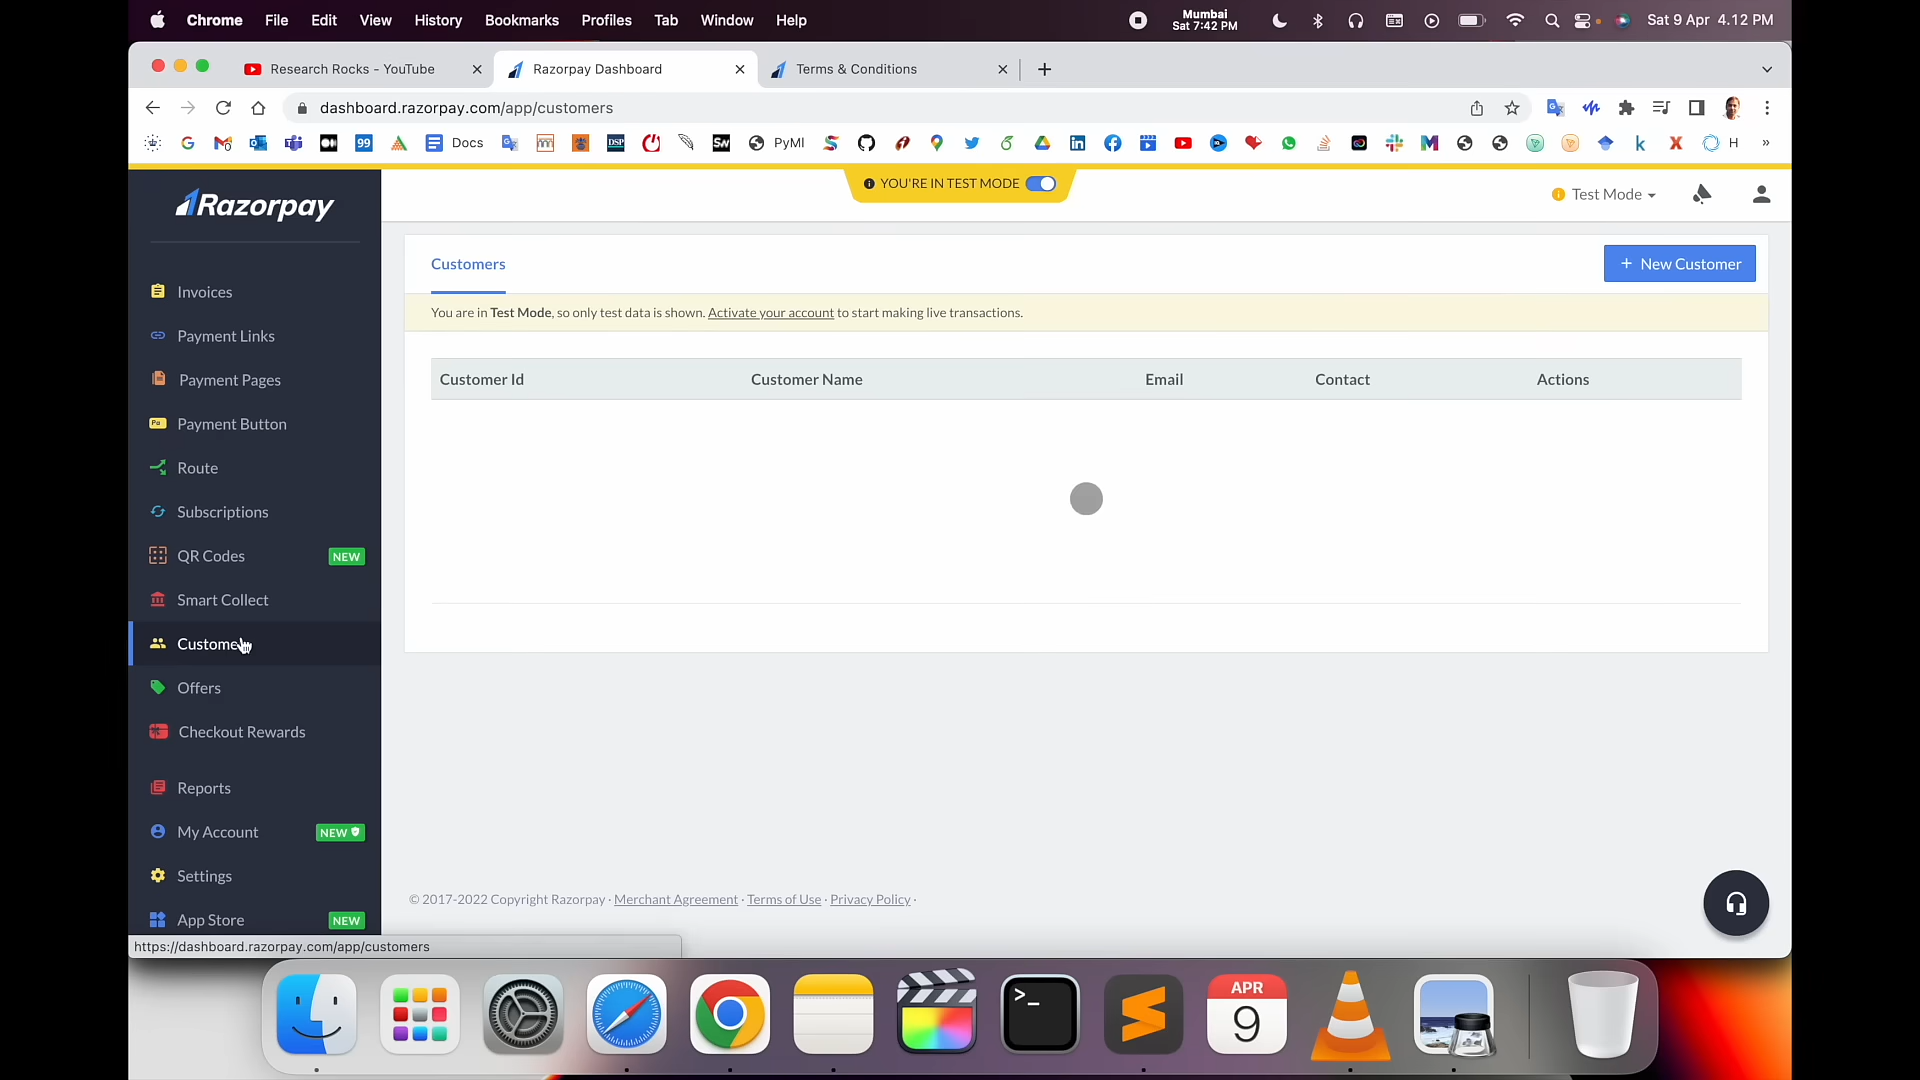 Chrome File Edit View History Bookmarks Profiles Tab Window Help
Mumbai
Sat 7:42 PM
Sat 9 Apr 4.12 PM
Research Rocks - YouTube
Razorpay Dashboard
Terms & Conditions
dashboard.razorpay.com/app/customers
99
Docs
DSP
SW
PyMI
H
Razorpay
YOU'RE IN TEST MODE
Test Mode
Invoices
Payment Links
Payment Pages
Payment Button
Route
Subscriptions
QR Codes NEW
Smart Collect
Custome
Offers
Checkout Rewards
Reports
My Account NEW
Settings
App Store NEW
Customers
+ New Customer
You are in Test Mode, so only test data is shown. Activate your account to start making live transactions.
Customer Id Customer Name Email Contact Actions
© 2017-2022 Copyright Razorpay · Merchant Agreement · Terms of Use · Privacy Policy ·
https://dashboard.razorpay.com/app/customers
APR
9